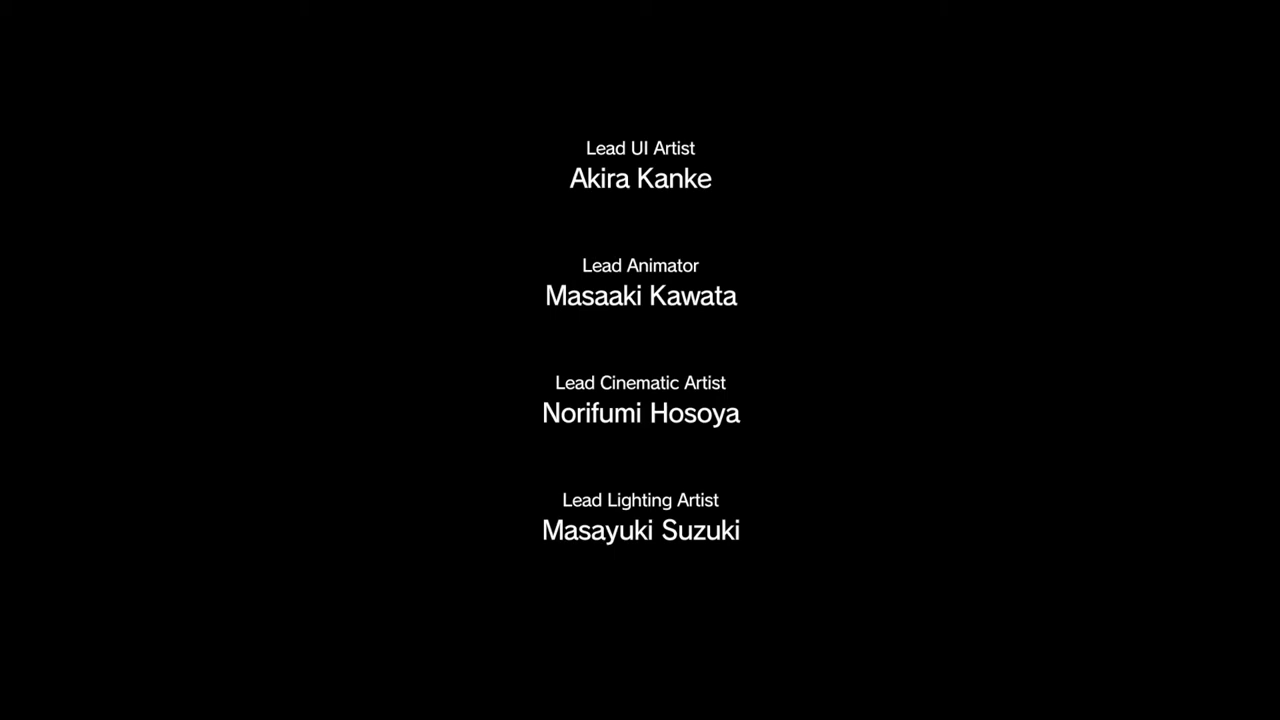 Lead UI Artist
Akira Kanke
Lead Animator
Masaaki Kawata
Lead Cinematic Artist
Norifumi Hosoya
Lead Lighting Artist
Masayuki Suzuki